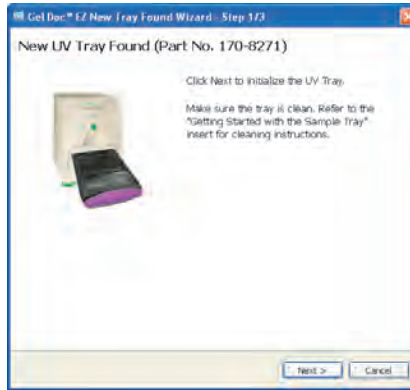 Gel Doc™ EZ New Tray Found Wizard - Step 1/3
New UV Tray Found (Part No. 170-8271)
Click Next to initialize the UV Tray.
Make sure the tray is clean. Refer to the
"Getting Started with the Sample Tray"
insert for cleaning instructions.
Next >
Cancel